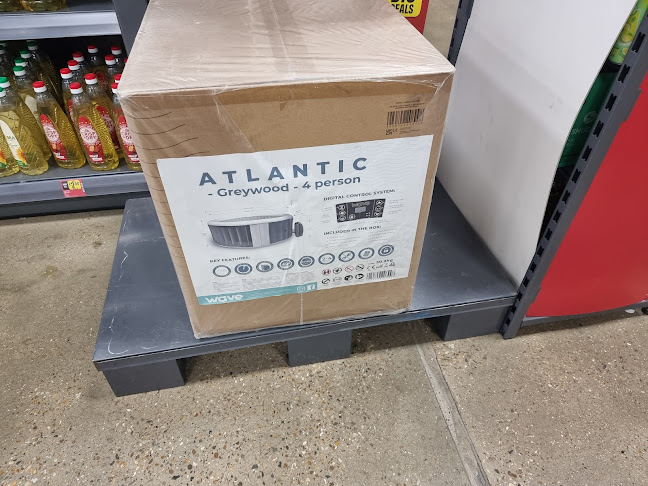 DEALS
ATLANTIC
- Greywood - 4 person
DIGITAL CONTROL SYSTEM:
INCLUDED IN THE BOX:
KEY FEATURES:
wave